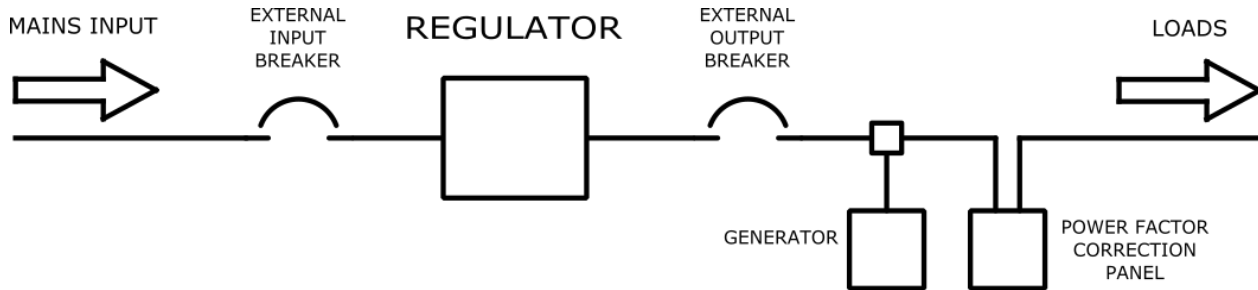 MAINS INPUT
EXTERNAL
INPUT
BREAKER
REGULATOR
EXTERNAL
OUTPUT
BREAKER
LOADS
GENERATOR
POWER FACTOR
CORRECTION
PANEL